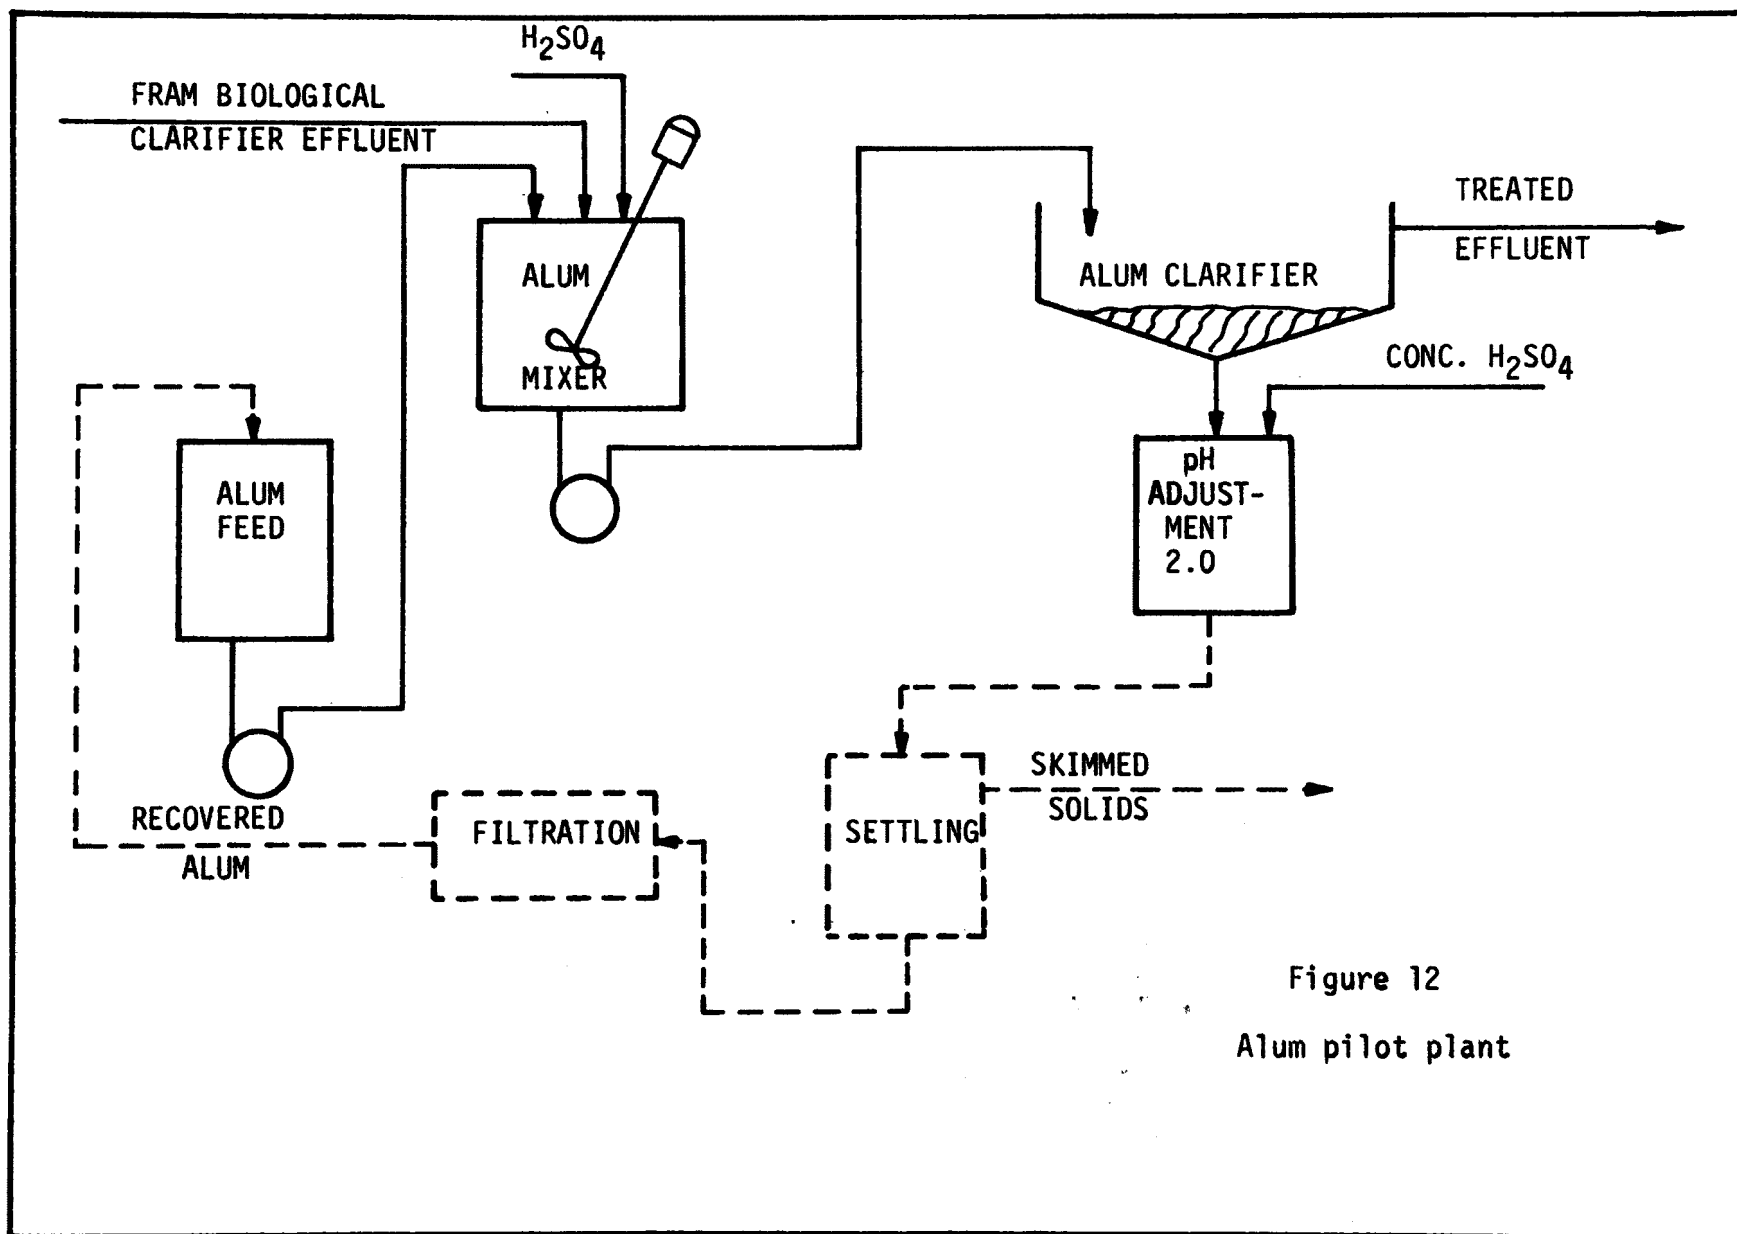 H₂SO₄
FRAM BIOLOGICAL
CLARIFIER EFFLUENT
ALUM
MIXER
TREATED
EFFLUENT
ALUM CLARIFIER
CONC. H₂SO₄
pH
ADJUST-
MENT
2.0
ALUM
FEED
SKIMMED
SOLIDS
SETTLING
FILTRATION
RECOVERED
ALUM
Figure 12
Alum pilot plant